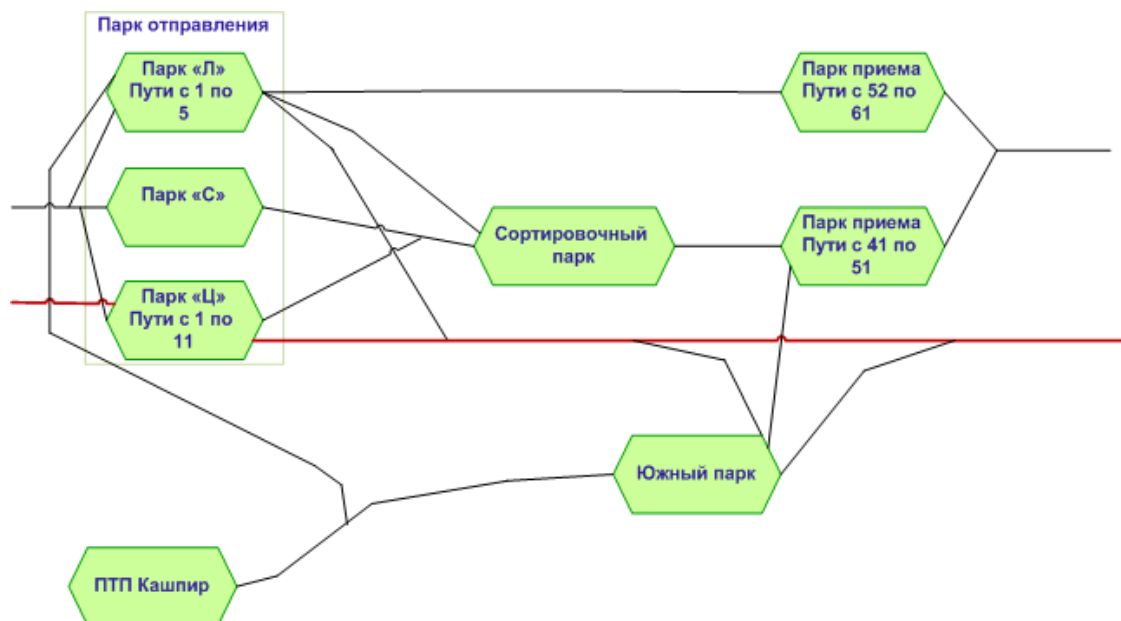 Парк отправления
Парк «Л»
Пути с 1 по
5
Парк приема
Пути с 52 по
61
Парк «С»
Сортировочный
парк
Парк приема
Пути с 41 по
51
Парк «Ц»
Пути с 1 по
11
Южный парк
ПТП Кашпир